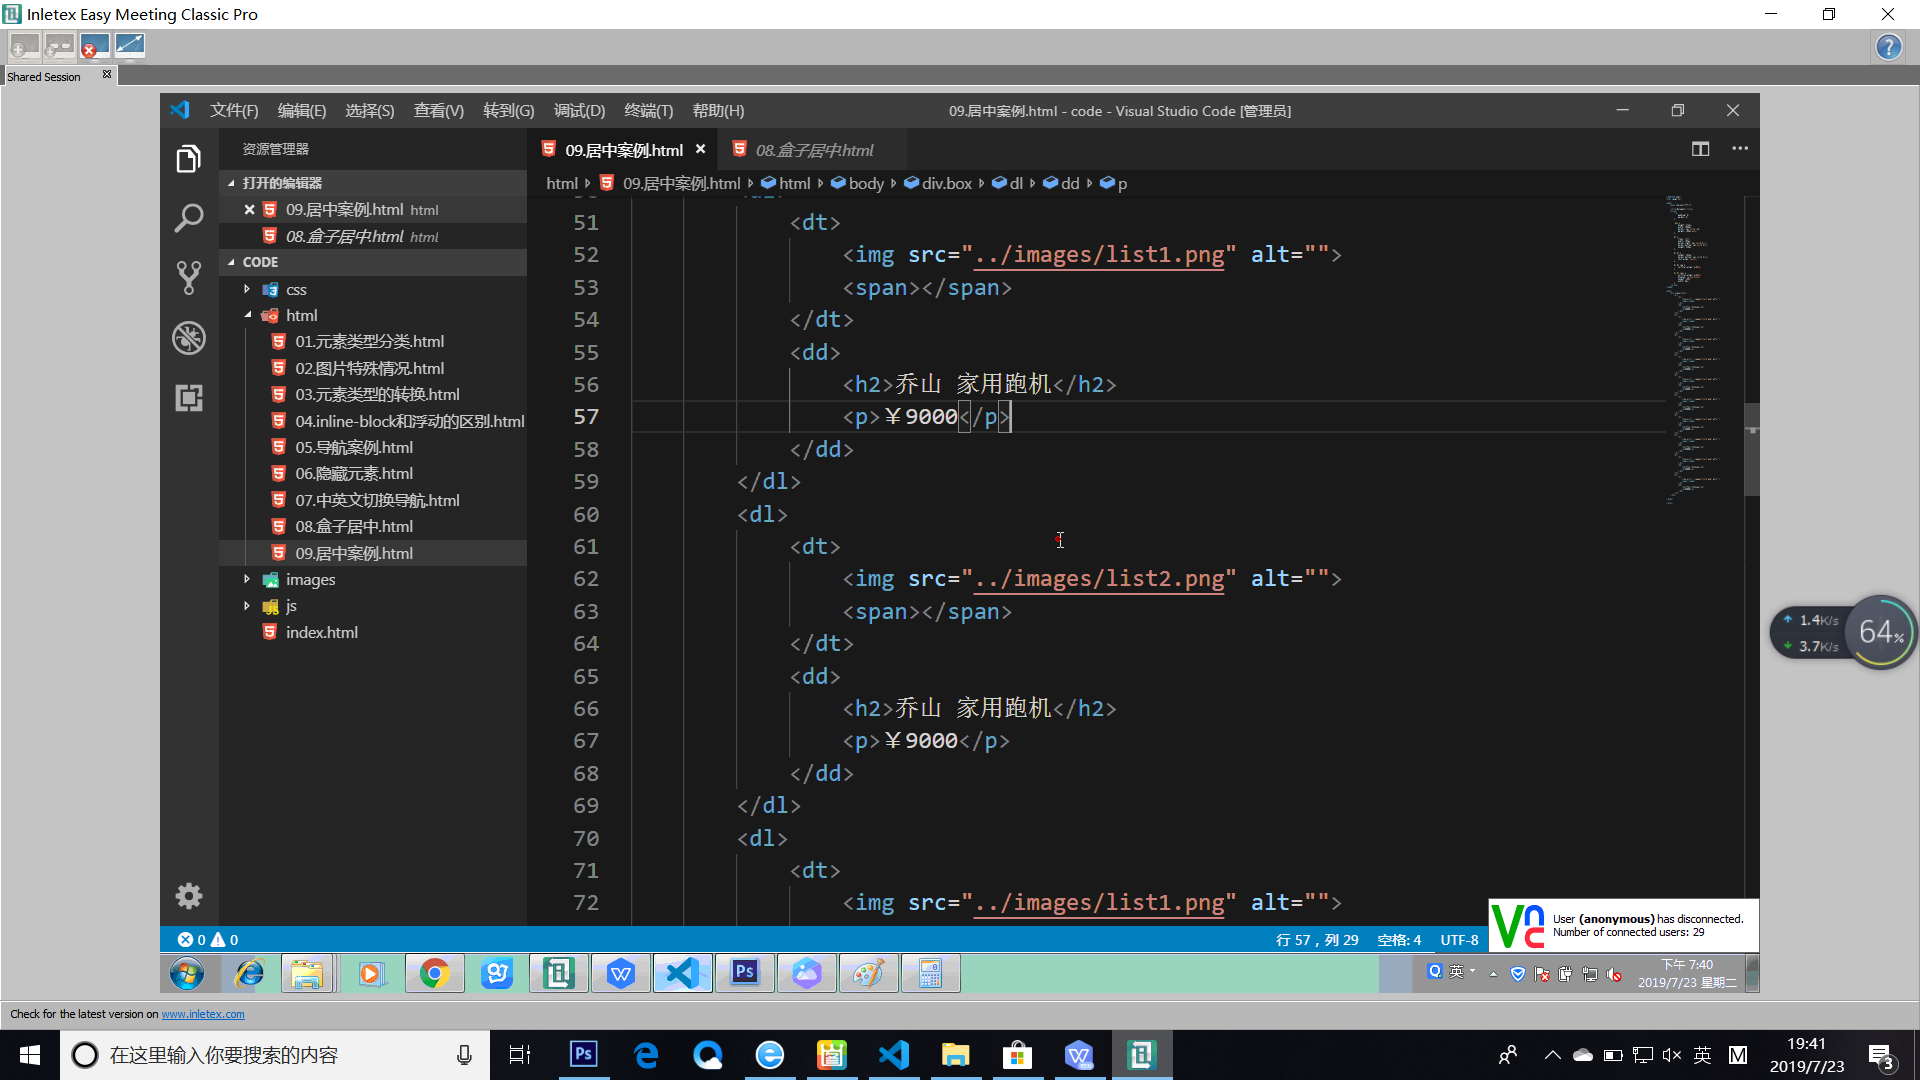 Inletex Easy Meeting Classic Pro
Shared Session
文件(F) 编辑(E) 选择(S) 查看(V) 转到(G) 调试(D) 终端(T) 帮助(H)
09.居中案例.html - code - Visual Studio Code [管理员]
资源管理器
打开的编辑器
09.居中案例.html html
08.盒子居中.html html
CODE
css
html
01.元素类型分类.html
02.图片特殊情况.html
03.元素类型的转换.html
04.inline-block和浮动的区别.html
05.导航案例.html
06.隐藏元素.html
07.中英文切换导航.html
08.盒子居中.html
09.居中案例.html
images
js
index.html
09.居中案例.html
08.盒子居中.html
html 09.居中案例.html html body div.box dl dd p
51 <dt>
52 <img src="../images/list1.png" alt="">
53 <span></span>
54 </dt>
55 <dd>
56 <h2>乔山 家用跑机</h2>
57 <p>￥9000</p>
58 </dd>
59 </dl>
60 <dl>
61 <dt>
62 <img src="../images/list2.png" alt="">
63 <span></span>
64 </dt>
65 <dd>
66 <h2>乔山 家用跑机</h2>
67 <p>￥9000</p>
68 </dd>
69 </dl>
70 <dl>
71 <dt>
72 <img src="../images/list1.png" alt="">
1.4K/s
3.7K/s
64%
0 0
行 57，列 29 空格: 4 UTF-8
User (anonymous) has disconnected.
Number of connected users: 29
英
下午 7:40
2019/7/23 星期二
Check for the latest version on www.inletex.com
在这里输入你要搜索的内容
英 M
19:41
2019/7/23
3